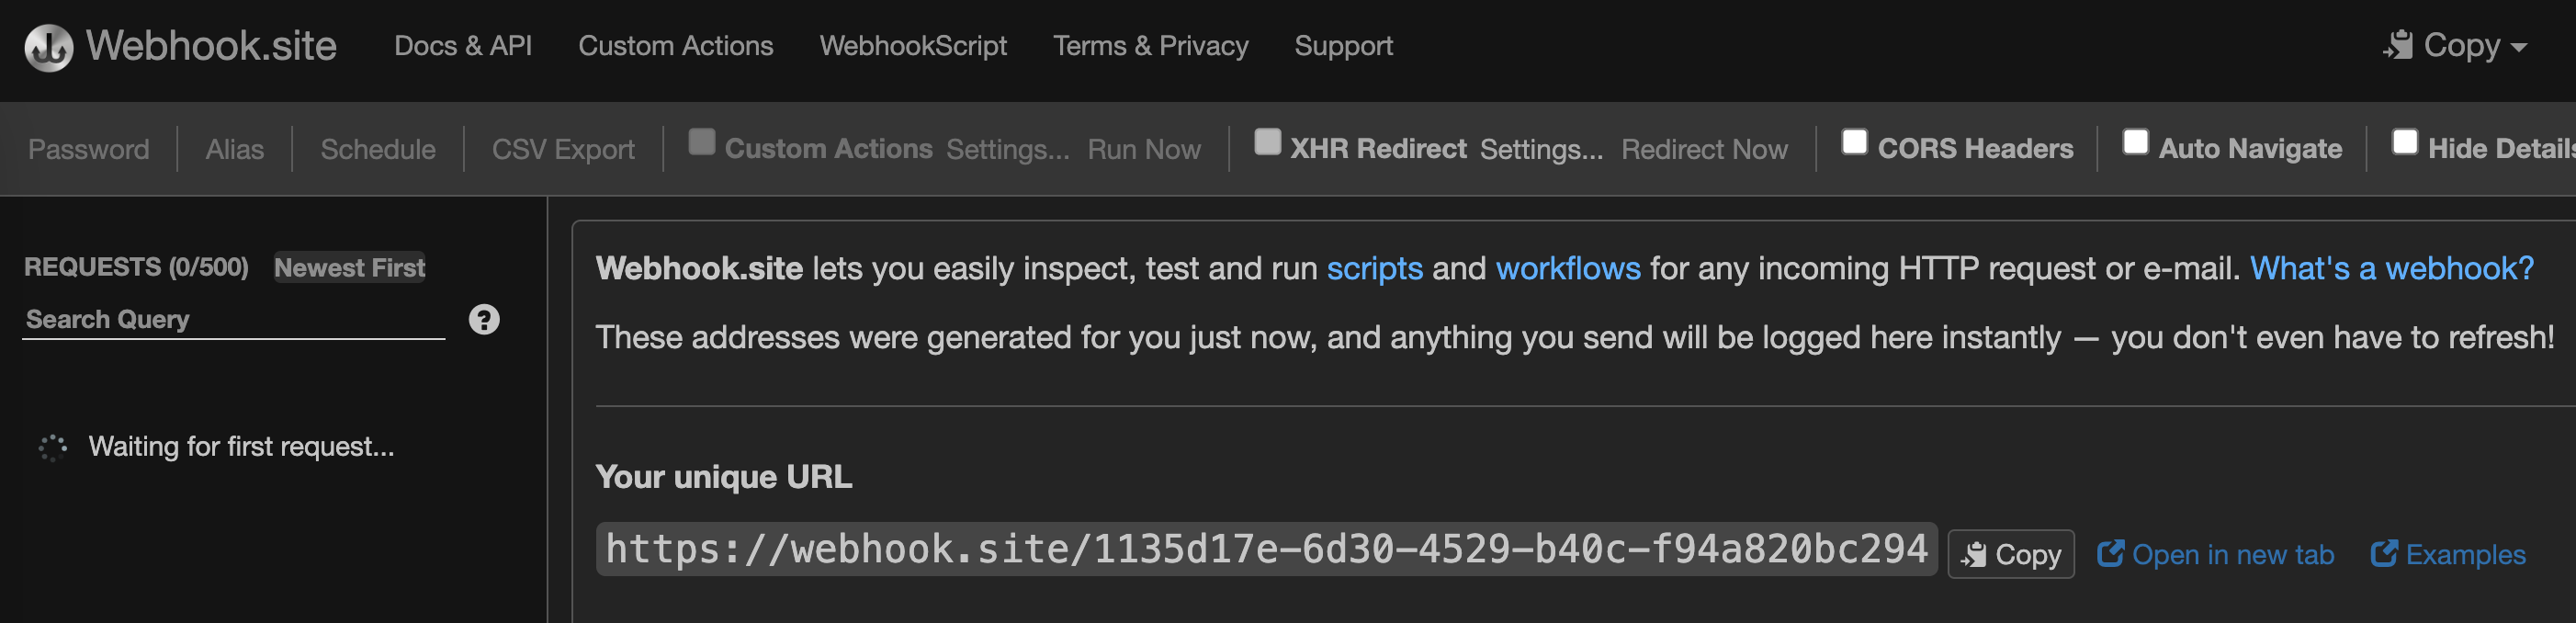 Webhook.site Docs & API Custom Actions WebhookScript Terms & Privacy Support Copy
Password Alias Schedule CSV Export Custom Actions Settings... Run Now XHR Redirect Settings... Redirect Now CORS Headers Auto Navigate Hide Details
REQUESTS (0/500) Newest First
Search Query ?
Waiting for first request...
Webhook.site lets you easily inspect, test and run scripts and workflows for any incoming HTTP request or e-mail. What's a webhook?
These addresses were generated for you just now, and anything you send will be logged here instantly — you don't even have to refresh!
Your unique URL
https://webhook.site/1135d17e-6d30-4529-b40c-f94a820bc294 Copy Open in new tab Examples